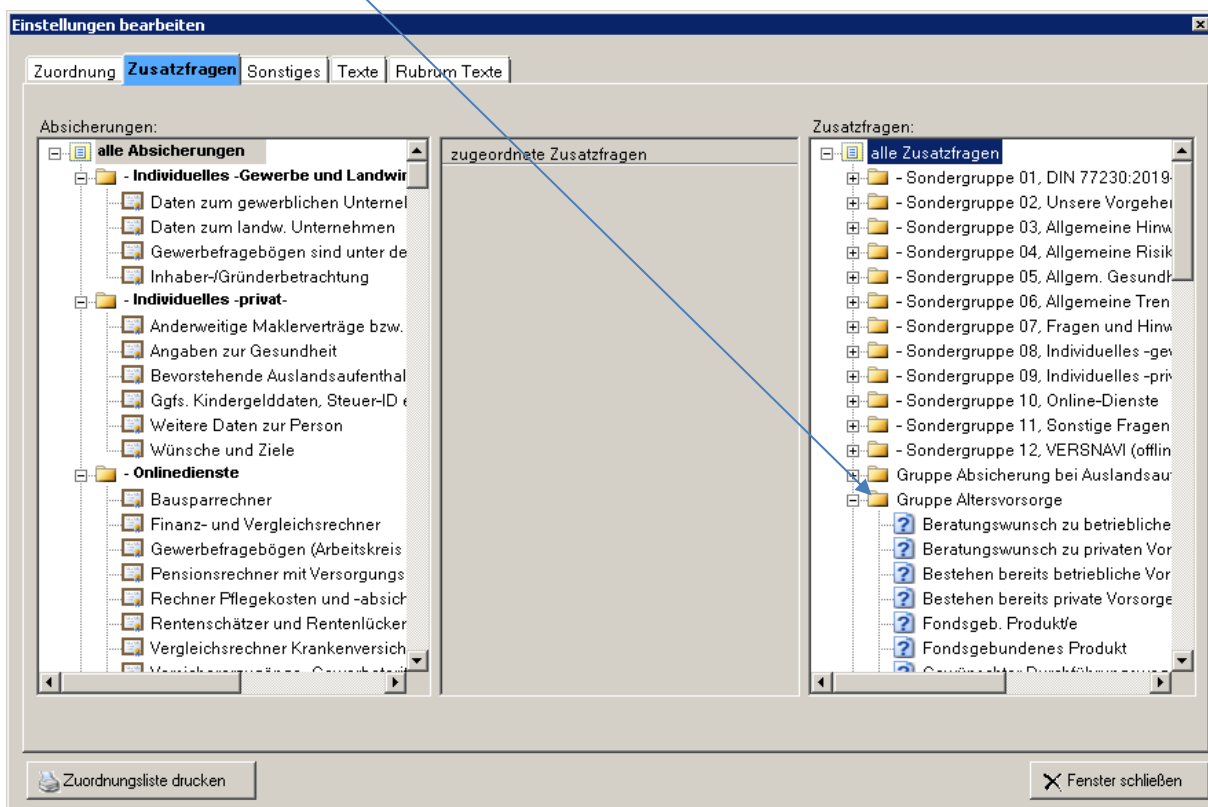 Einstellungen bearbeiten
Zuordnung Zusatzfragen Sonstiges Texte Rubrum Texte
Absicherungen:
alle Absicherungen
- Individuelles -Gewerbe und Landwir
Daten zum gewerblichen Unterne
Daten zum landw. Unternehmen
Gewerbefragebögen sind unter de
Inhaber-/Gründerbetrachtung
- Individuelles -privat-
Anderweitige Maklerverträge bzw.
Angaben zur Gesundheit
Bevorstehende Auslandsaufenthal
Ggfs. Kindergelddaten, Steuer-ID e
Weitere Daten zur Person
Wünsche und Ziele
- Onlinedienste
Bausparrechner
Finanz- und Vergleichsrechner
Gewerbefragebögen (Arbeitskreis
Pensionsrechner mit Versorgungs
Rechner Pflegekosten und -absich
Rentenschätzer und Rentenlücken
Vergleichsrechner Krankenversich
zugeordnete Zusatzfragen
Zusatzfragen:
alle Zusatzfragen
- Sondergruppe 01, DIN 77230:2019-
- Sondergruppe 02, Unsere Vorgehe
- Sondergruppe 03, Allgemeine Hinw
- Sondergruppe 04, Allgemeine Risik
- Sondergruppe 05, Allgem. Gesundh
- Sondergruppe 06, Allgemeine Tren
- Sondergruppe 07, Fragen und Hinw
- Sondergruppe 08, Individuelles -gew
- Sondergruppe 09, Individuelles -priv
- Sondergruppe 10, Online-Dienste
- Sondergruppe 11, Sonstige Fragen
- Sondergruppe 12, VERSNAVI (offlin
Gruppe Absicherung bei Auslandsau
Gruppe Altersvorsorge
Beratungswunsch zu betriebliche
Beratungswunsch zu privaten Vor
Bestehen bereits betriebliche Vor
Bestehen bereits private Vorsorge
Fondsgeb. Produkt/e
Fondsgebundenes Produkt
Zuordnungsliste drucken
Fenster schließen